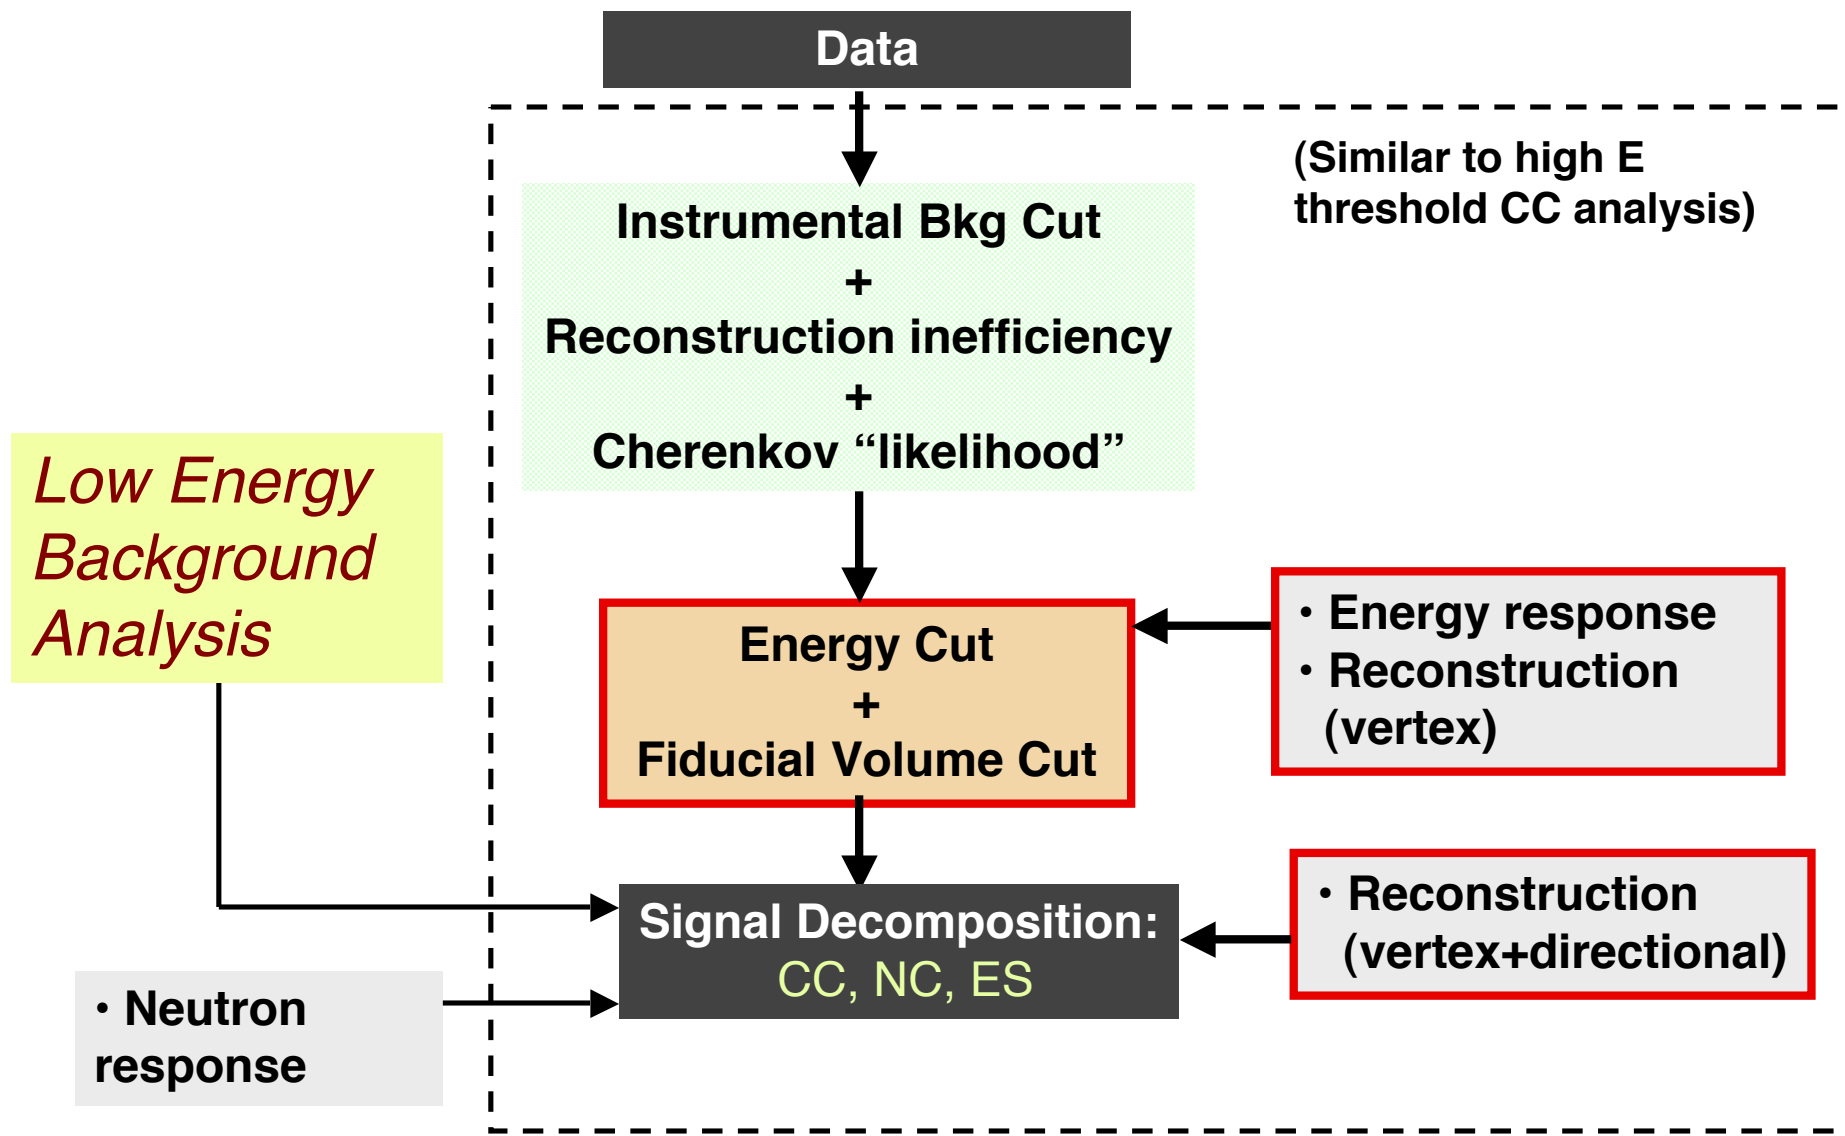 Data
(Similar to high E
threshold CC analysis)
Instrumental Bkg Cut
+
Reconstruction inefficiency
+
Cherenkov “likelihood”
Low Energy
Background
Analysis
Energy Cut
+
Fiducial Volume Cut
• Energy response
• Reconstruction
(vertex)
Signal Decomposition:
CC, NC, ES
• Reconstruction
(vertex+directional)
• Neutron
response